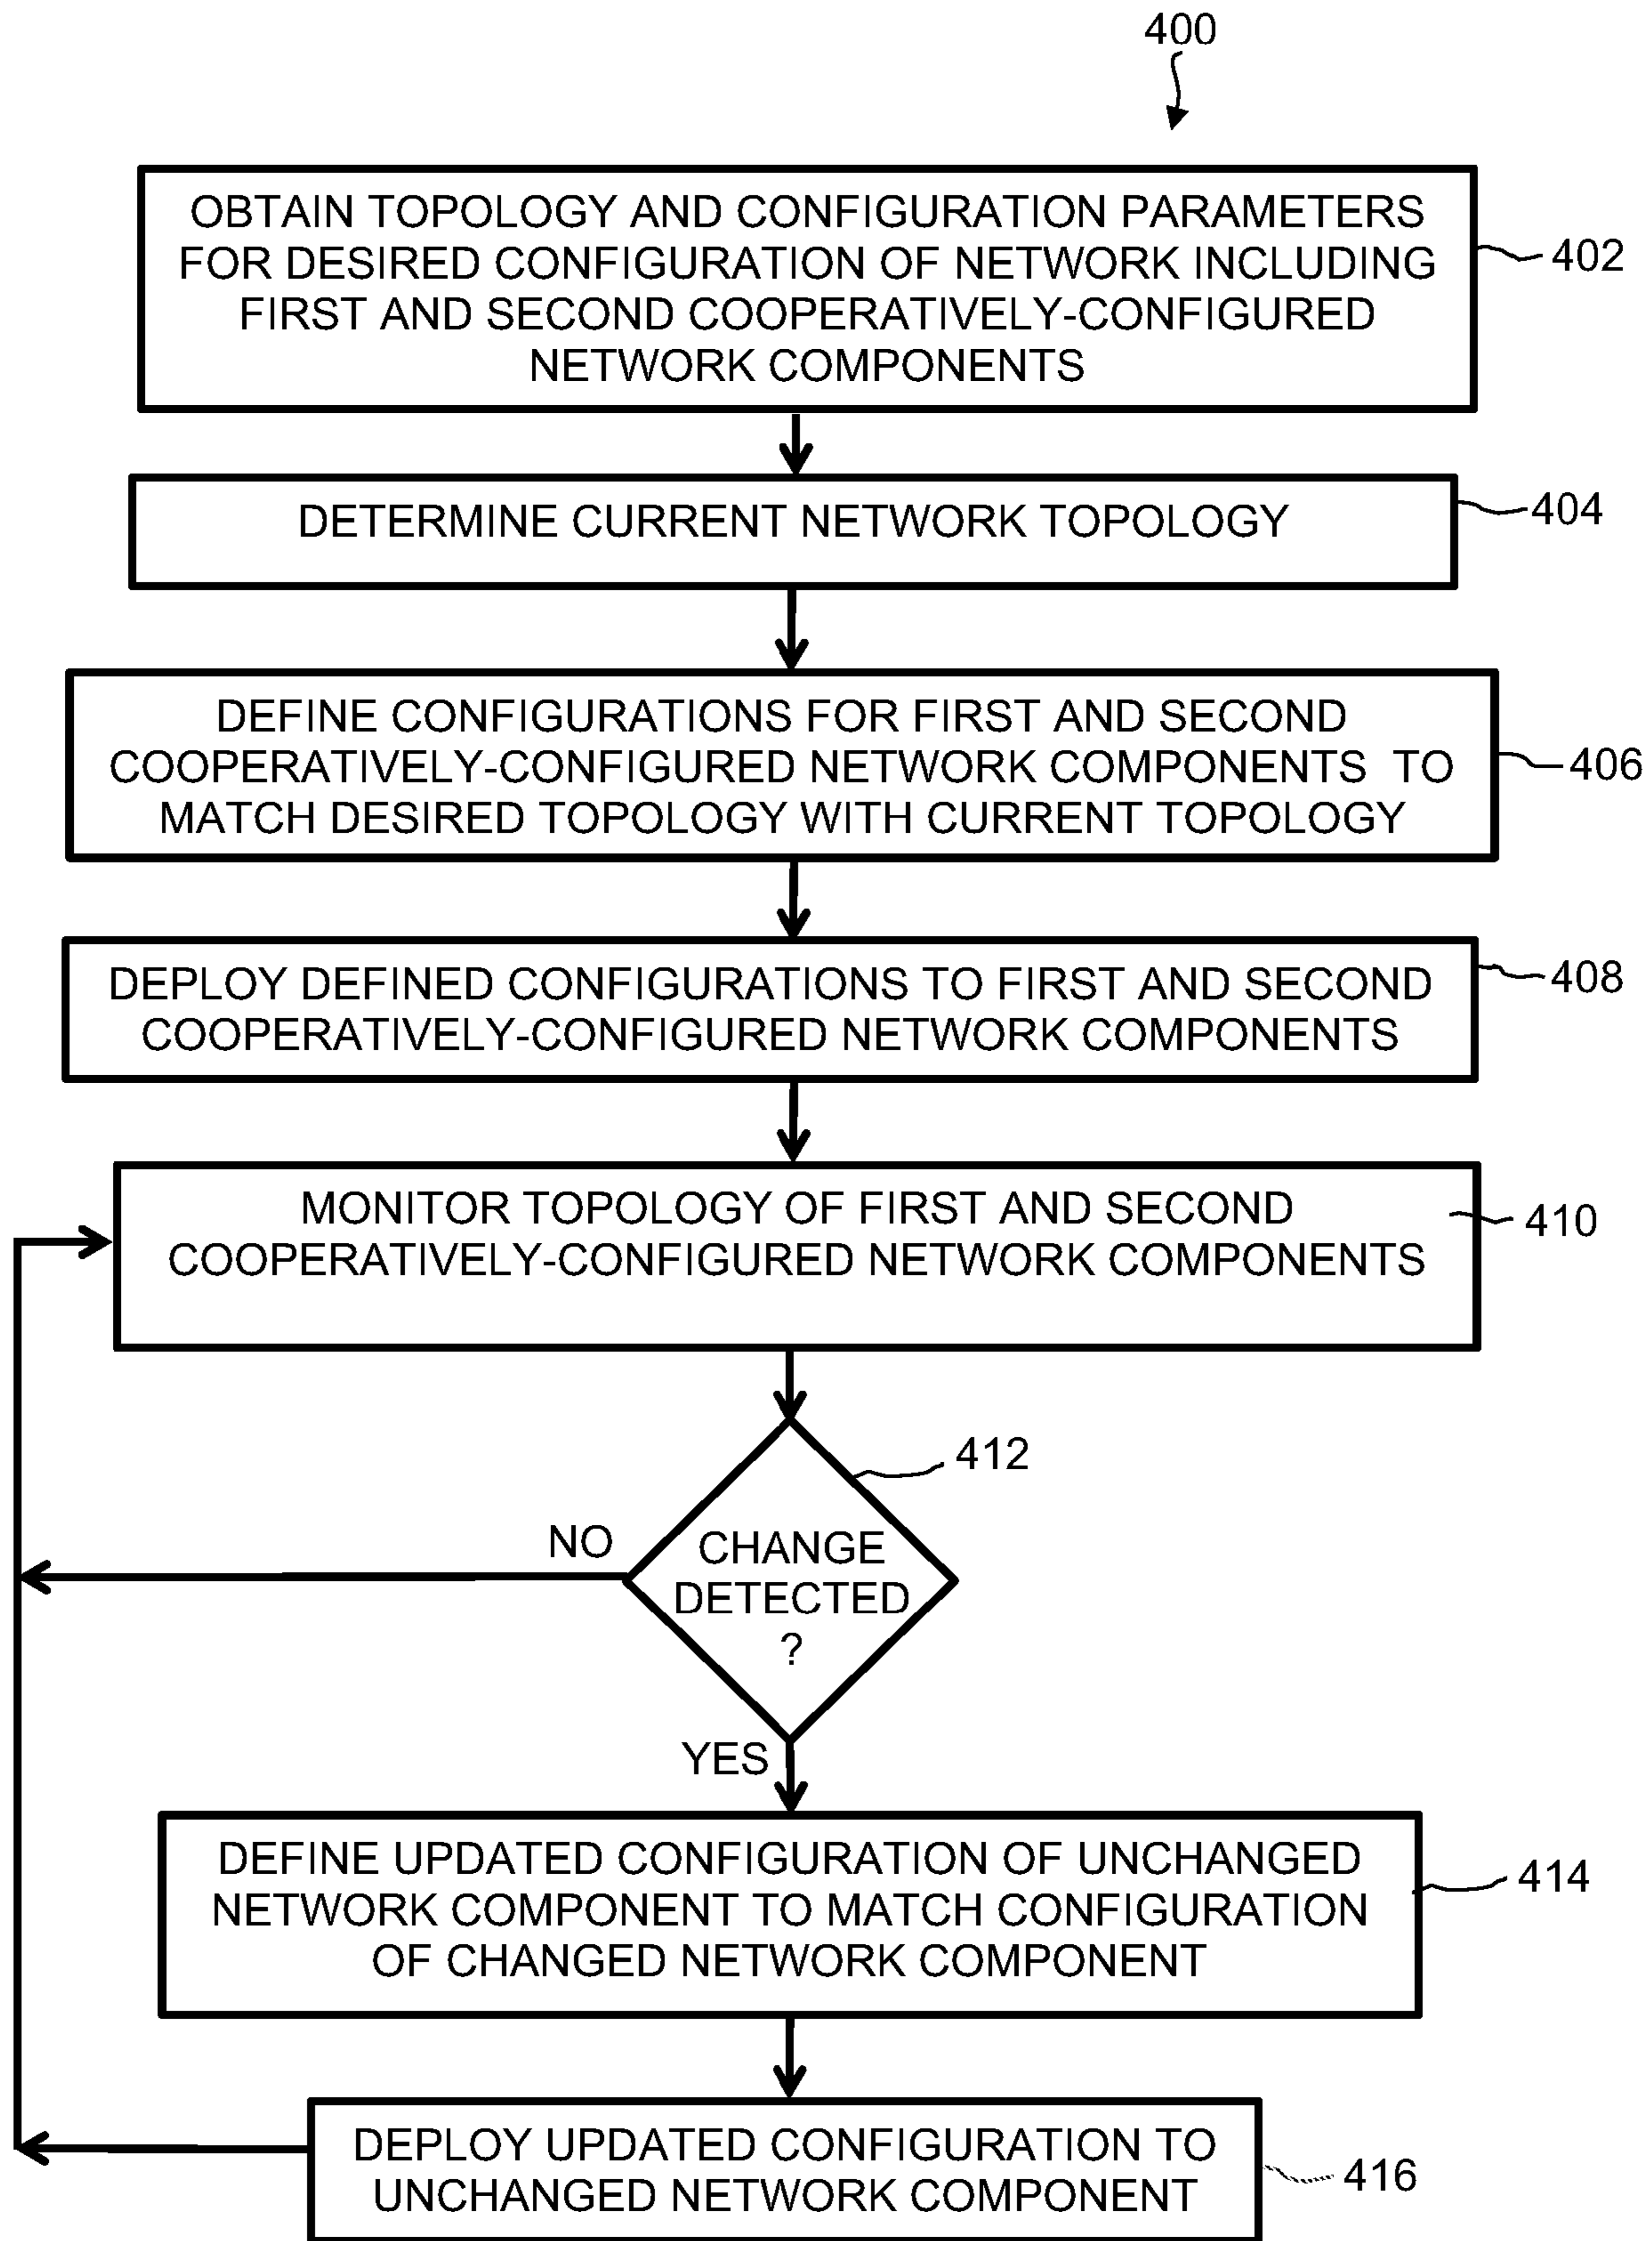 400
OBTAIN TOPOLOGY AND CONFIGURATION PARAMETERS
FOR DESIRED CONFIGURATION OF NETWORK INCLUDING
FIRST AND SECOND COOPERATIVELY-CONFIGURED
NETWORK COMPONENTS
402
DETERMINE CURRENT NETWORK TOPOLOGY
404
DEFINE CONFIGURATIONS FOR FIRST AND SECOND
COOPERATIVELY-CONFIGURED NETWORK COMPONENTS TO
MATCH DESIRED TOPOLOGY WITH CURRENT TOPOLOGY
406
DEPLOY DEFINED CONFIGURATIONS TO FIRST AND SECOND
COOPERATIVELY-CONFIGURED NETWORK COMPONENTS
408
MONITOR TOPOLOGY OF FIRST AND SECOND
COOPERATIVELY-CONFIGURED NETWORK COMPONENTS
410
412
NO
CHANGE
DETECTED
?
YES
DEFINE UPDATED CONFIGURATION OF UNCHANGED
NETWORK COMPONENT TO MATCH CONFIGURATION
OF CHANGED NETWORK COMPONENT
414
DEPLOY UPDATED CONFIGURATION TO
UNCHANGED NETWORK COMPONENT
416